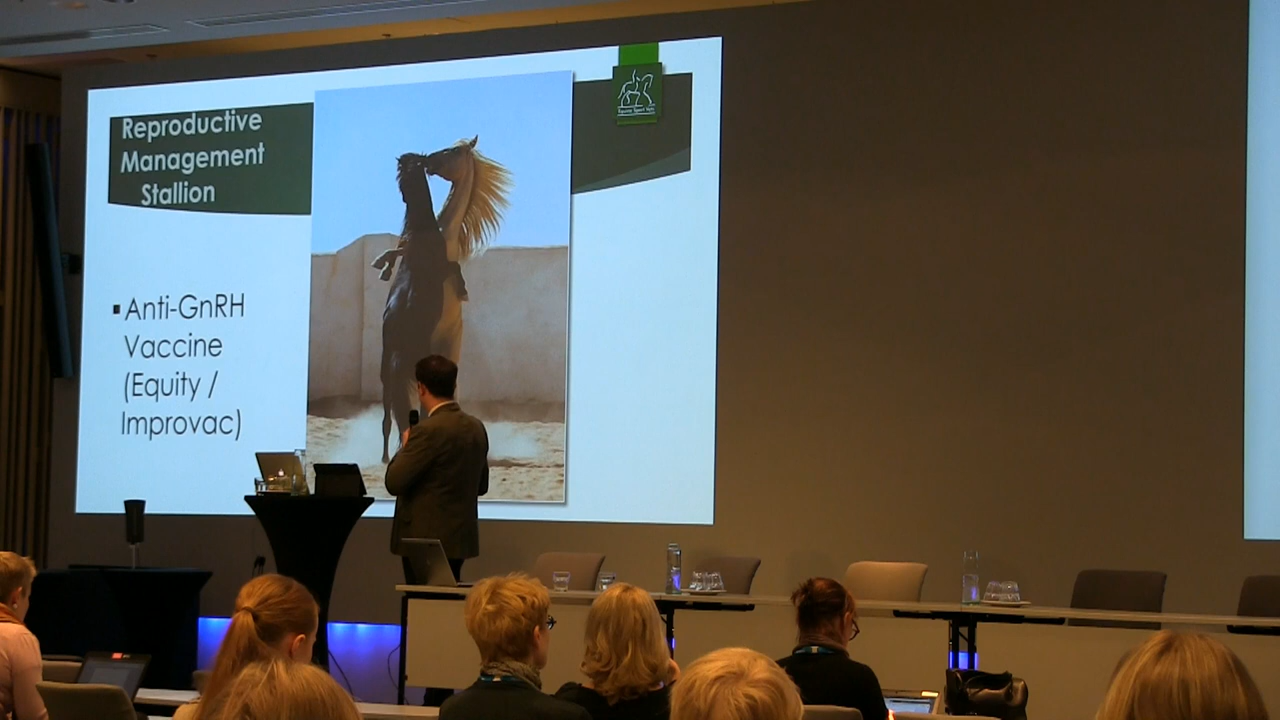 Reproductive
Management
Stallion
▪Anti-GnRH
Vaccine
(Equity /
Improvac)